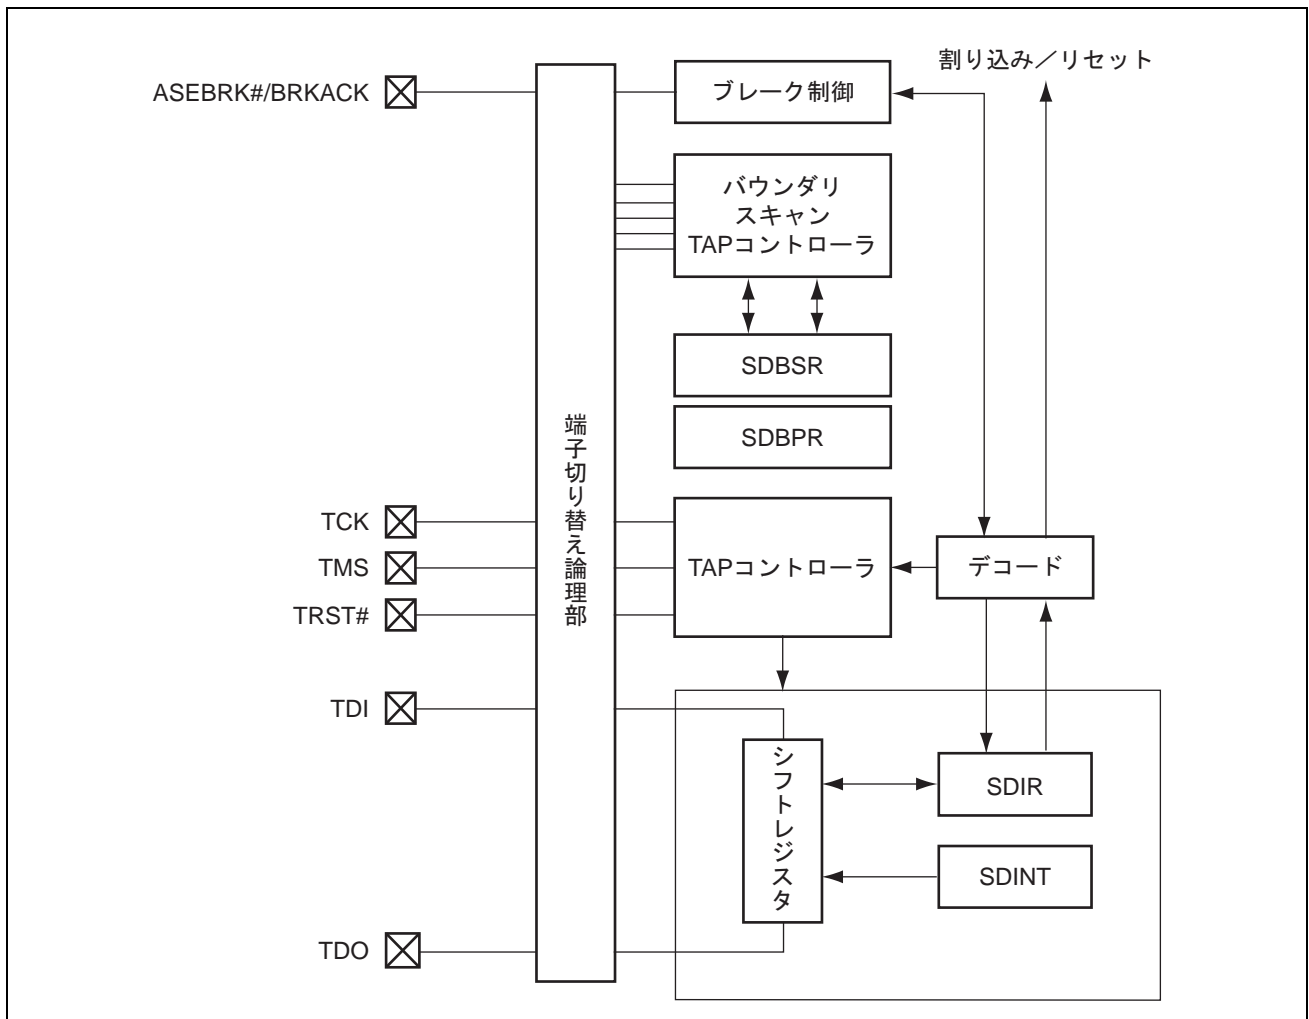 割り込み／リセット
ASEBRK#/BRKACK
ブレーク制御
バウンダリ
スキャン
TAPコントローラ
SDBSR
SDBPR
端子切り替え論理部
TCK
TMS
TRST#
TAPコントローラ
デコード
TDI
シフトレジスタ
SDIR
SDINT
TDO